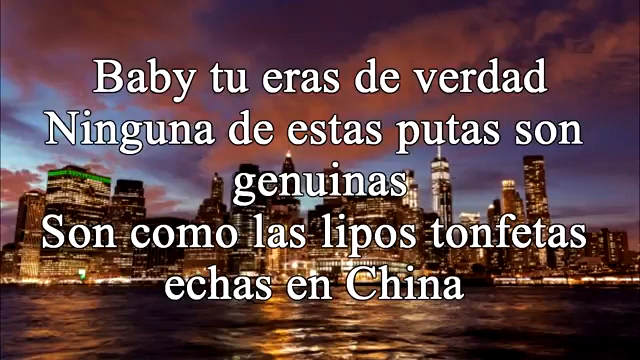 Baby tu eras de verdad
Ninguna de estas putas son
genuinas
Son como las lipos tonfetas
echas en China